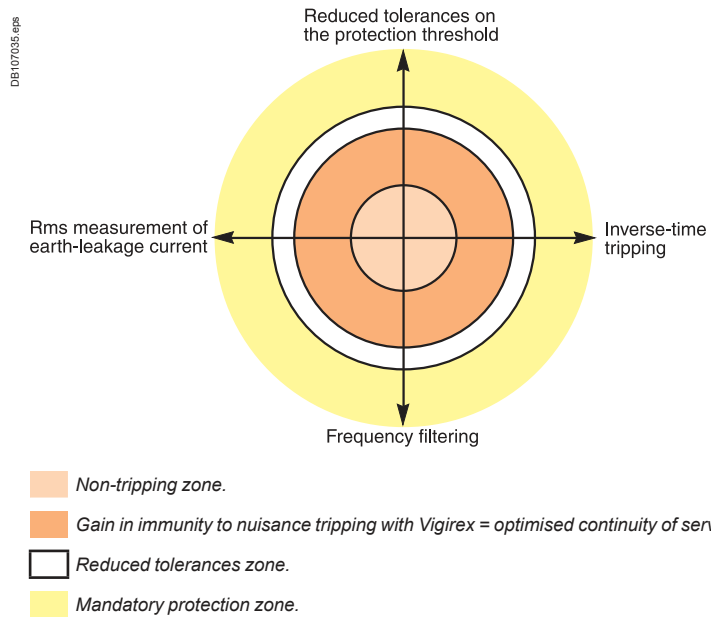 DB107035.eps
Reduced tolerances on
the protection threshold
Rms measurement of
earth-leakage current
Inverse-time
tripping
Frequency filtering
Non-tripping zone.
Gain in immunity to nuisance tripping with Vigirex = optimised continuity of serv
Reduced tolerances zone.
Mandatory protection zone.